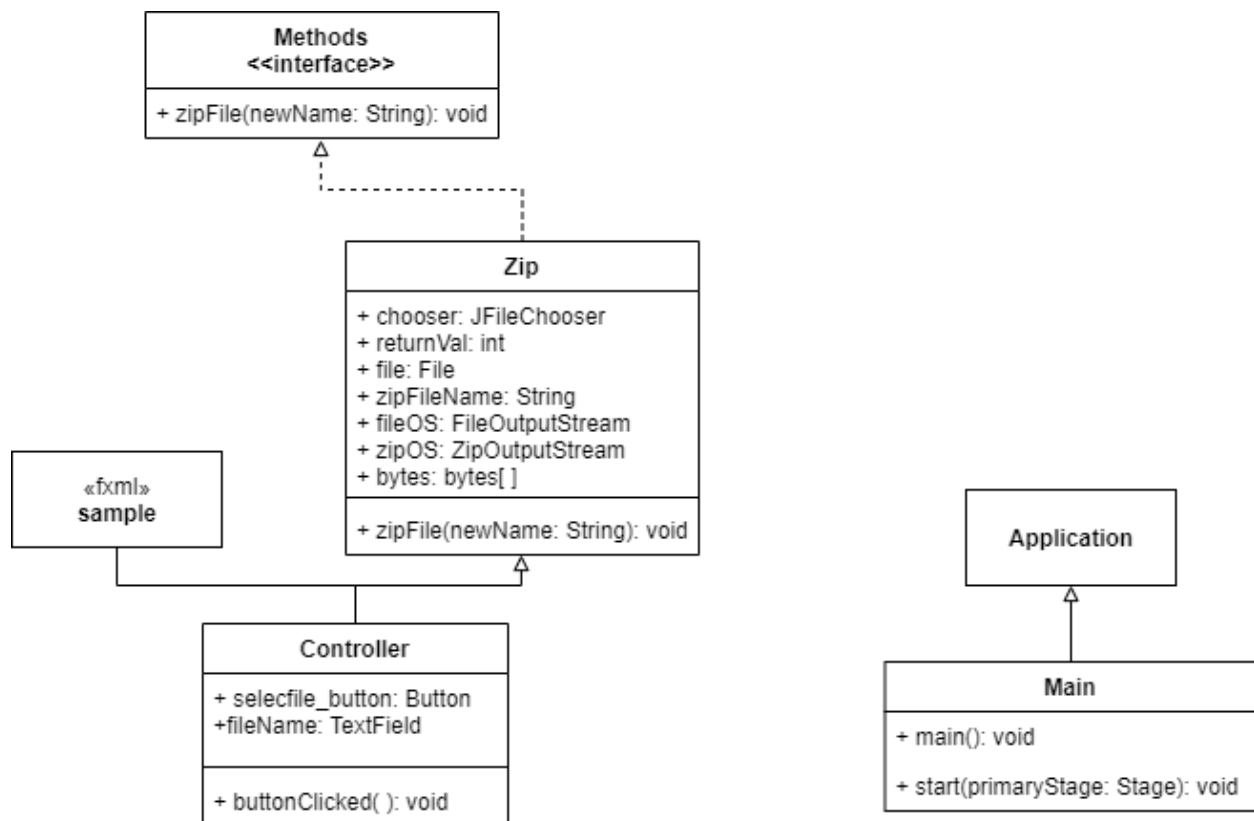 Methods
<<interface>>
+ zipFile(newName: String): void
Zip
+ chooser: JFileChooser
+ returnVal: int
+ file: File
+ zipFileName: String
+ fileOS: FileOutputStream
+ zipOS: ZipOutputStream
+ bytes: bytes[ ]
+ zipFile(newName: String): void
«fxml»
sample
Controller
+ selecfile_button: Button
+fileName: TextField
+ buttonClicked( ): void
Application
Main
+ main(): void
+ start(primaryStage: Stage): void